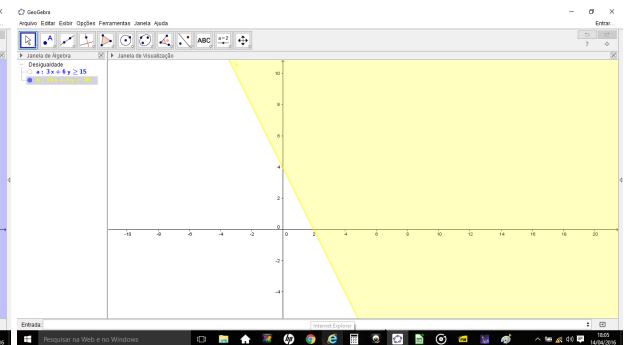 GeoGebra
Arquivo Editar Exibir Opções Ferramentas Janela Ajuda
Entrar...
ABC a=2
Janela de Álgebra
Janela de Visualização
Desigualdade
a: 3x + 6y ≥ 15
10
8
6
4
2
0
-2
-4
-10 -8 -6 -4 -2 0 2 4 6 8 10 12 14 16 18 20
Entrada:
Internet Explorer
Pesquisar na Web e no Windows
18:05
14/04/2016